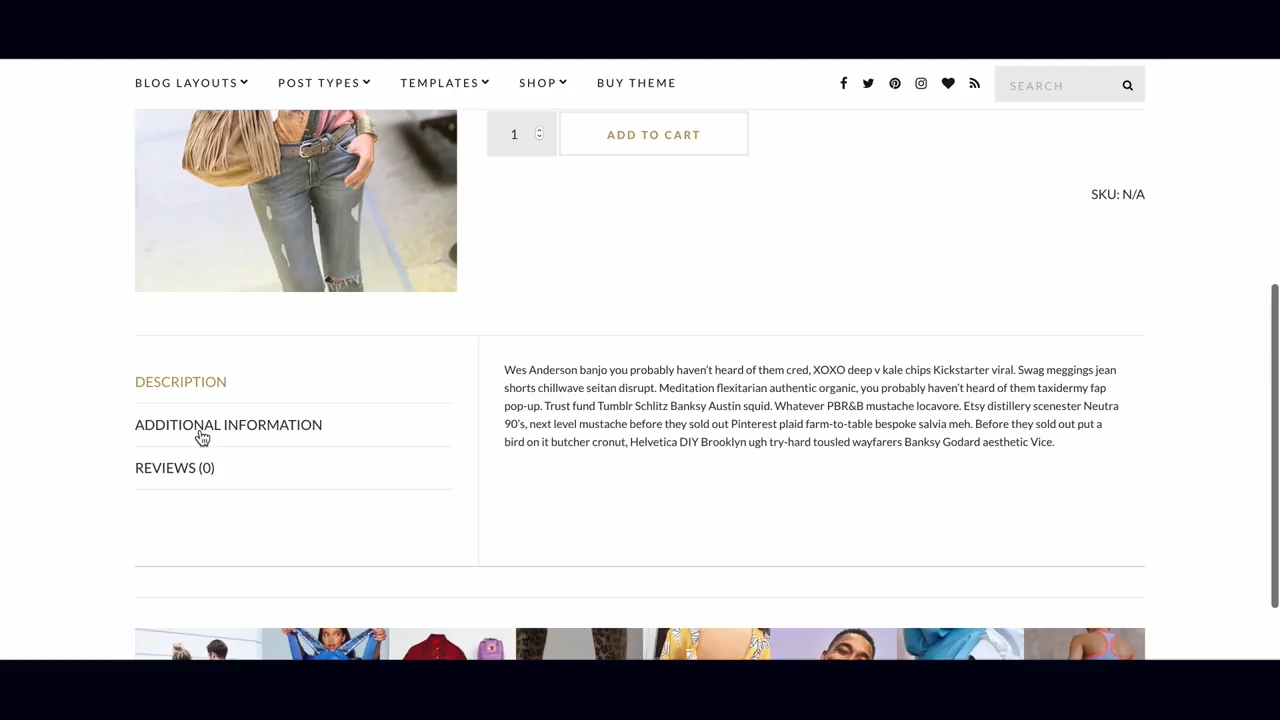 BLOG LAYOUTS POST TYPES TEMPLATES SHOP BUY THEME SEARCH
1 ADD TO CART
SKU: N/A
DESCRIPTION
ADDITIONAL INFORMATION
REVIEWS (0)
Wes Anderson banjo you probably haven't heard of them cred, XOXO deep v kale chips Kickstarter viral. Swag meggings jean
shorts chillwave seitan disrupt. Meditation flexitarian authentic organic, you probably haven't heard of them taxidermy fap
pop-up. Trust fund Tumblr Schlitz Banksy Austin squid. Whatever PBR&B mustache locavore. Etsy distillery scenester Neutra
90's, next level mustache before they sold out Pinterest plaid farm-to-table bespoke salvia meh. Before they sold out put a
bird on it butcher cronut, Helvetica DIY Brooklyn ugh try-hard tousled wayfarers Banksy Godard aesthetic Vice.